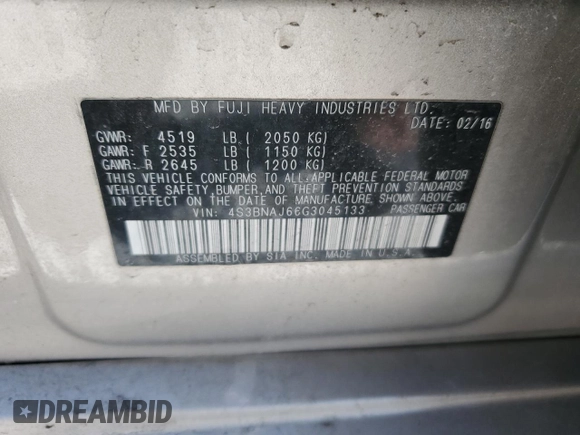 MFD BY FUJI HEAVY INDUSTRIES LTD.
DATE: 02/16
GVWR: 4519 LB ( 2050 KG)
GAWR: F 2535 LB ( 1150 KG)
GAWR: R 2645 LB ( 1200 KG)
THIS VEHICLE CONFORMS TO ALL APPLICABLE FEDERAL MOTOR
VEHICLE SAFETY, BUMPER, AND THEFT PREVENTION STANDARDS
IN EFFECT ON THE DATE OF MANUFACTURE SHOWN ABOVE.
VIN: 4S3BNAJ66G3045133 PASSENGER CAR
ASSEMBLED BY SIA INC. MADE IN U.S.A.
DREAMBID